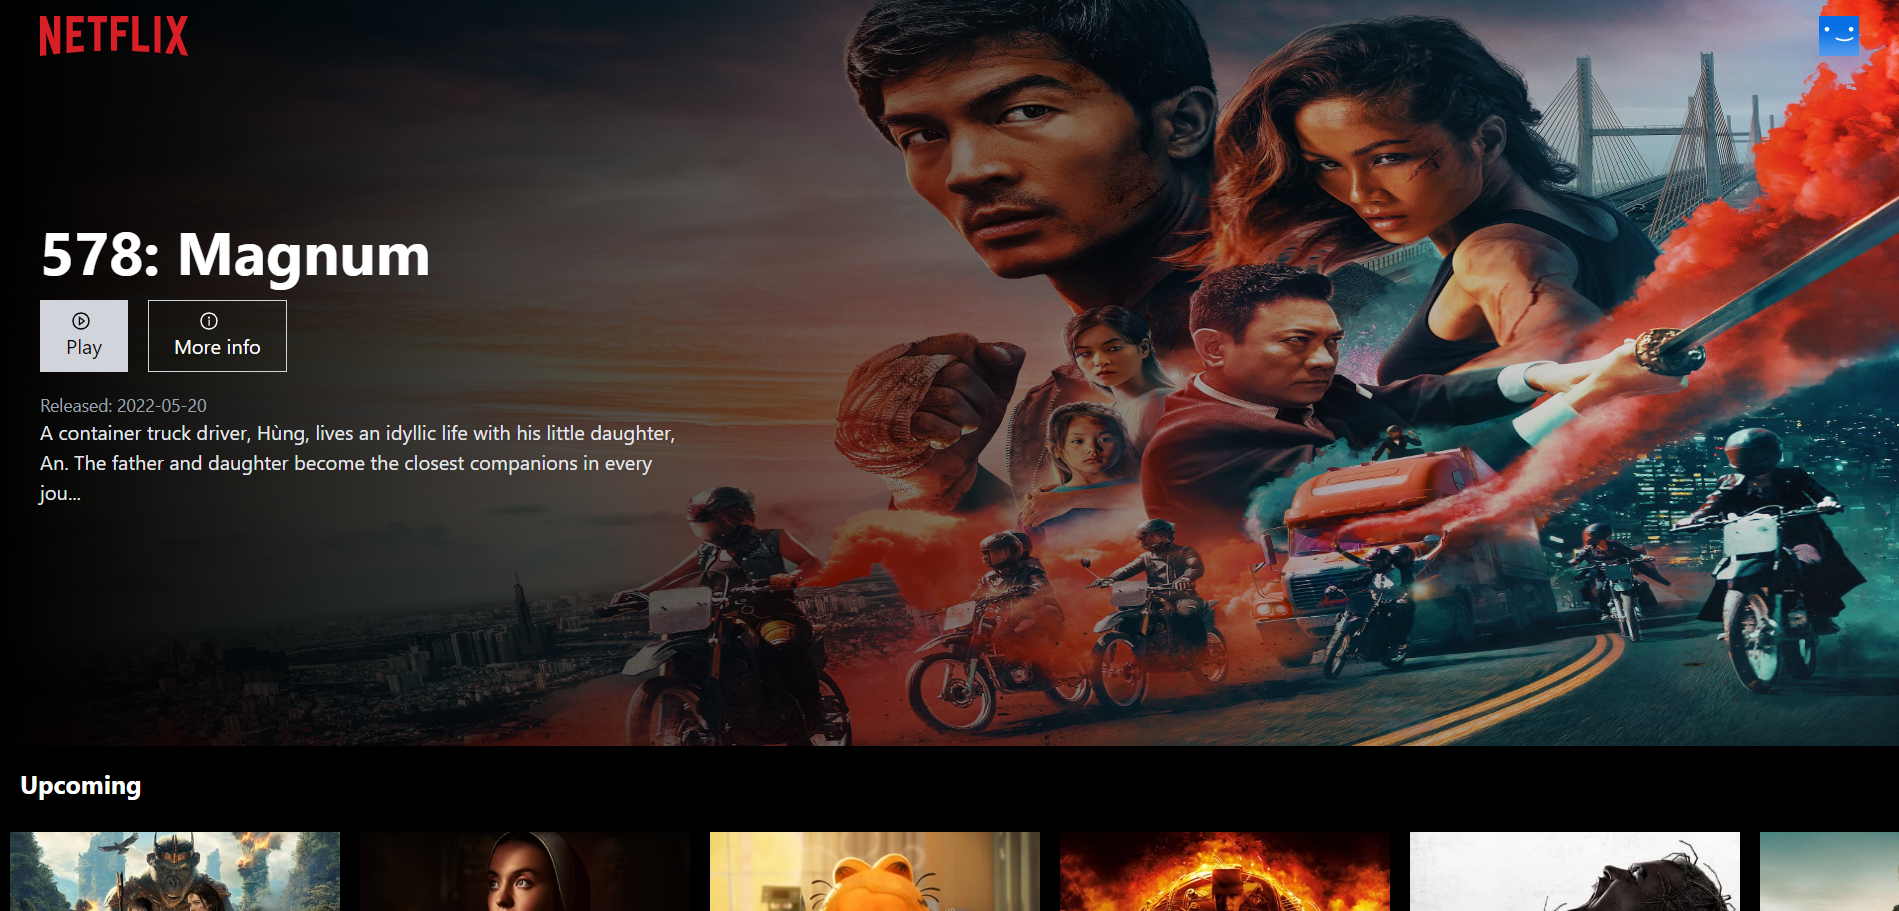 NETFLIX
578: Magnum
Play
More info
Released: 2022-05-20
A container truck driver, Hùng, lives an idyllic life with his little daughter,
An. The father and daughter become the closest companions in every
jou...
Upcoming